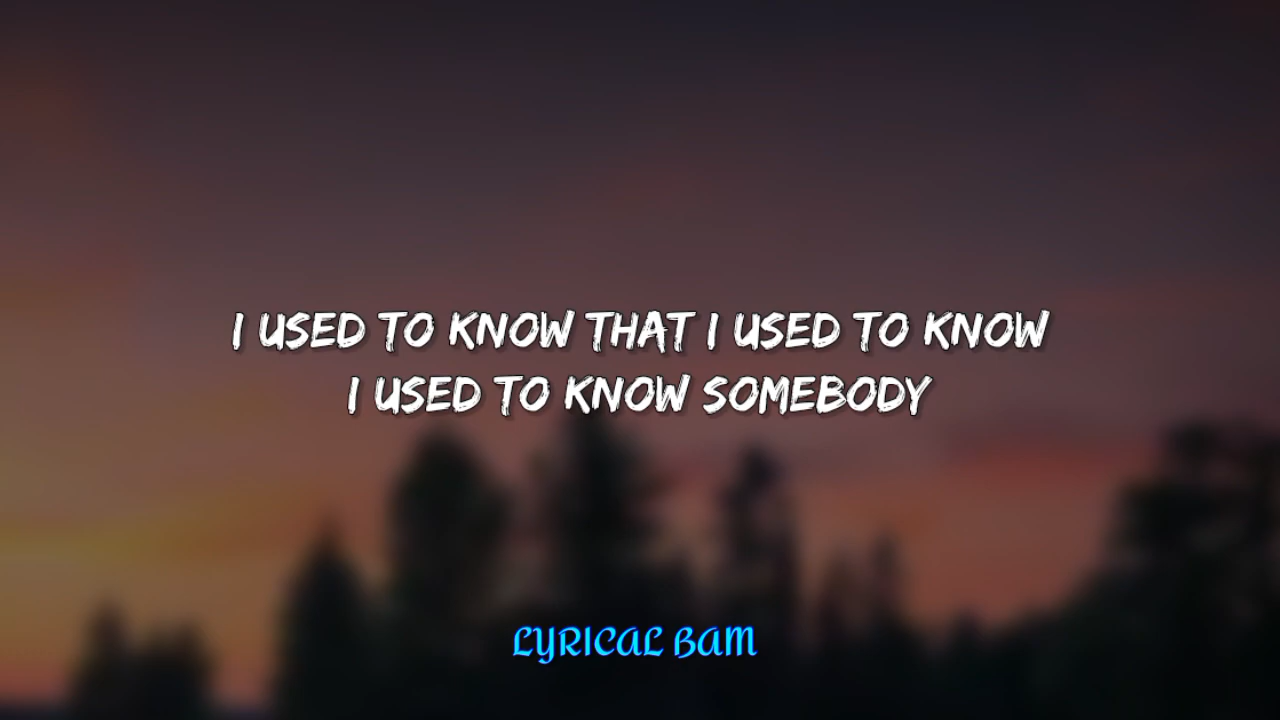 I USED TO KNOW THAT I USED TO KNOW
I USED TO KNOW SOMEBODY
LYRICAL BAM